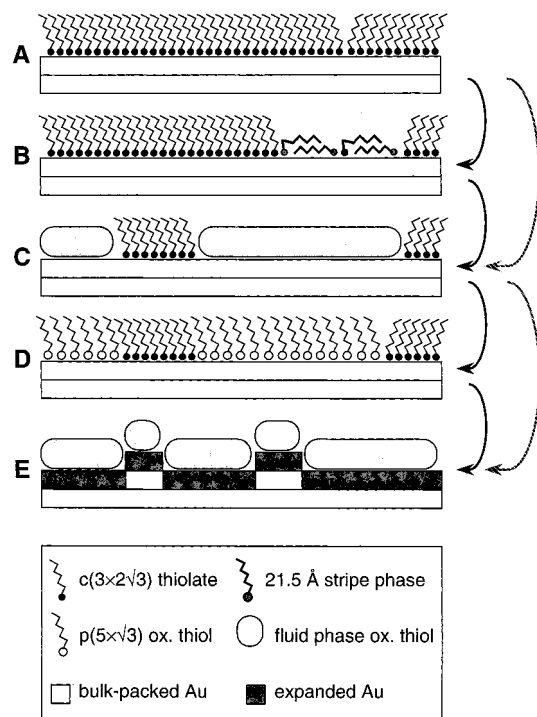 A
B
C
D
E
c(3×2√3) thiolate
21.5 Å stripe phase
p(5×√3) ox. thiol
fluid phase ox. thiol
bulk-packed Au
expanded Au